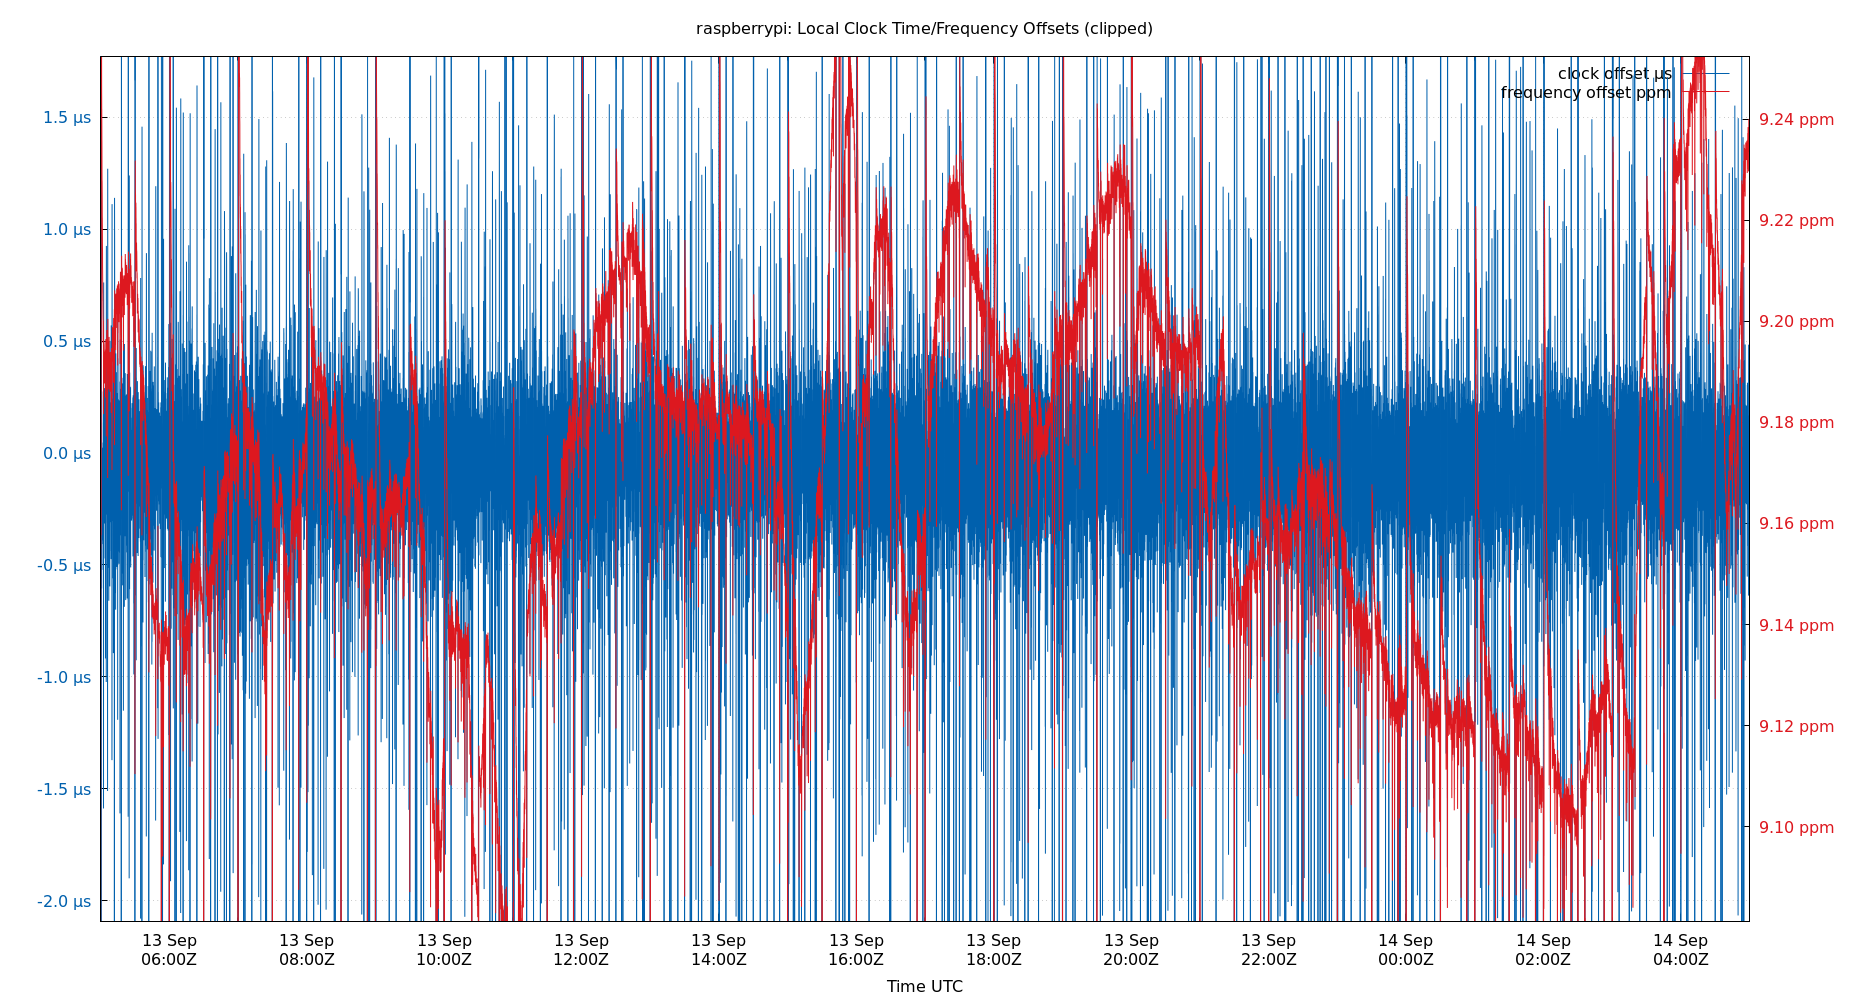 raspberrypi: Local Clock Time/Frequency Offsets (clipped)
clock offset µs
frequency offset ppm
1.5 µs
1.0 µs
0.5 µs
0.0 µs
-0.5 µs
-1.0 µs
-1.5 µs
-2.0 µs
9.24 ppm
9.22 ppm
9.20 ppm
9.18 ppm
9.16 ppm
9.14 ppm
9.12 ppm
9.10 ppm
13 Sep 13 Sep 13 Sep 13 Sep 13 Sep 13 Sep 13 Sep 13 Sep 13 Sep 14 Sep 14 Sep 14 Sep
06:00Z 08:00Z 10:00Z 12:00Z 14:00Z 16:00Z 18:00Z 20:00Z 22:00Z 00:00Z 02:00Z 04:00Z
Time UTC